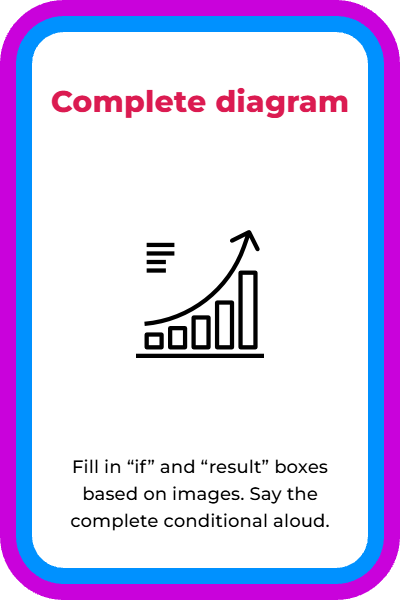 Complete diagram
Fill in “if” and “result” boxes
based on images. Say the
complete conditional aloud.